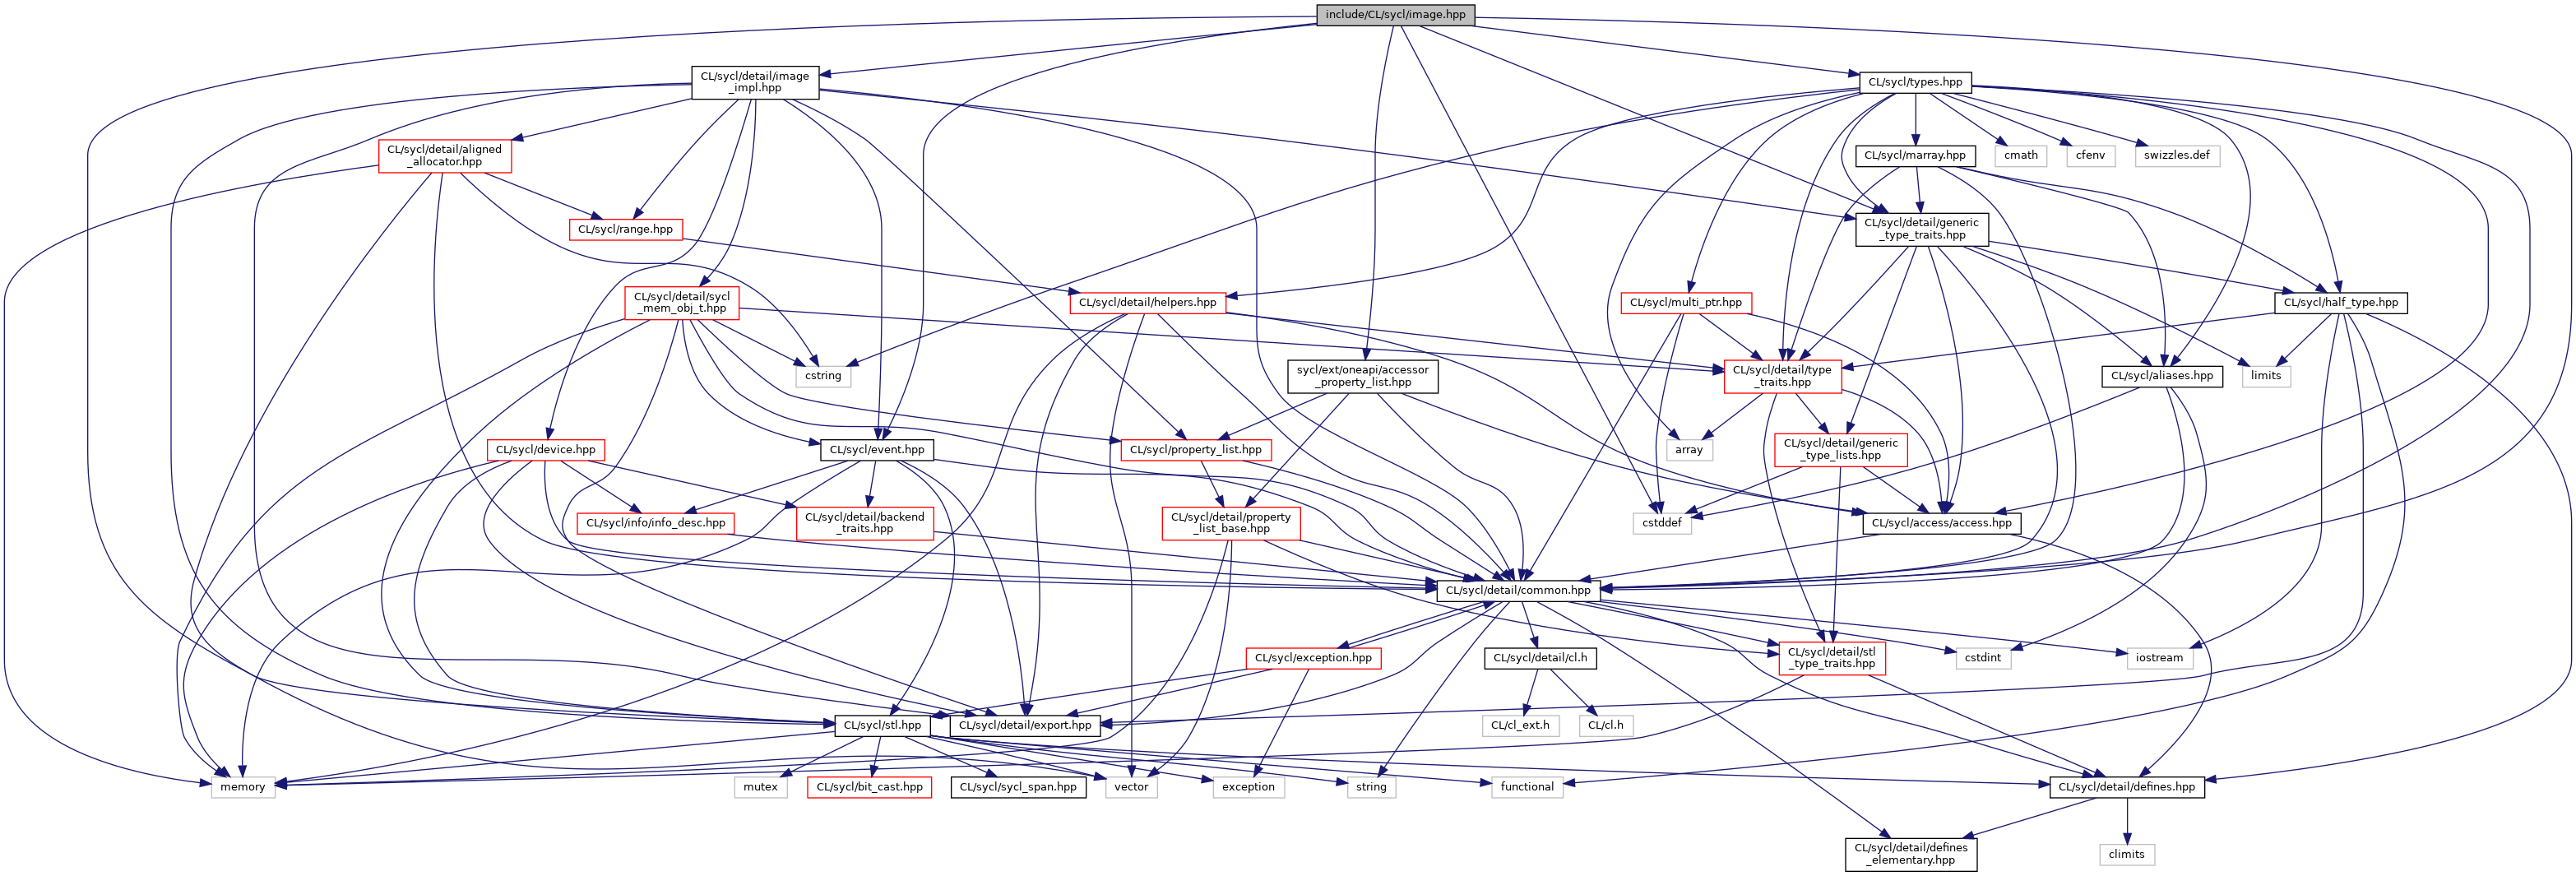 include/CL/sycl/image.hpp
CL/sycl/detail/image
_impl.hpp
CL/sycl/types.hpp
CL/sycl/detail/aligned
_allocator.hpp
CL/sycl/marray.hpp
cmath
cfenv
swizzles.def
CL/sycl/range.hpp
CL/sycl/detail/generic
_type_traits.hpp
CL/sycl/detail/sycl
_mem_obj_t.hpp
CL/sycl/detail/helpers.hpp
CL/sycl/multi_ptr.hpp
CL/sycl/half_type.hpp
cstring
sycl/ext/oneapi/accessor
_property_list.hpp
CL/sycl/detail/type
_traits.hpp
CL/sycl/aliases.hpp
limits
CL/sycl/device.hpp
CL/sycl/event.hpp
CL/sycl/property_list.hpp
array
CL/sycl/detail/generic
_type_lists.hpp
CL/sycl/info/info_desc.hpp
CL/sycl/detail/backend
_traits.hpp
CL/sycl/detail/property
_list_base.hpp
cstddef
CL/sycl/access/access.hpp
CL/sycl/detail/common.hpp
CL/sycl/exception.hpp
CL/sycl/detail/cl.h
CL/sycl/detail/stl
_type_traits.hpp
cstdint
iostream
CL/sycl/stl.hpp
CL/sycl/detail/export.hpp
CL/cl_ext.h
CL/cl.h
memory
mutex
CL/sycl/bit_cast.hpp
CL/sycl/sycl_span.hpp
vector
exception
string
functional
CL/sycl/detail/defines.hpp
CL/sycl/detail/defines
_elementary.hpp
climits